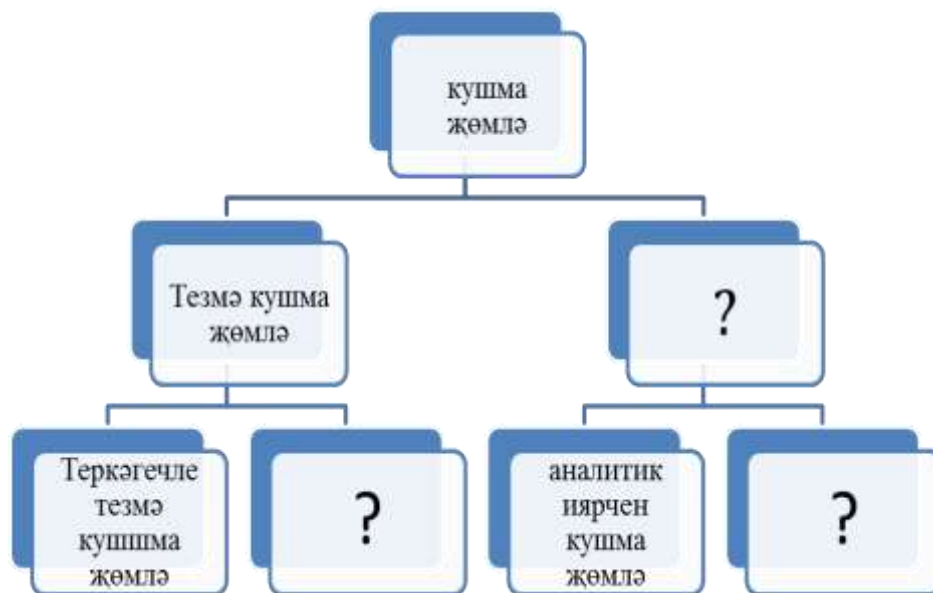 кушма
җөмлә
Тезмә кушма
җөмлә
?
Теркәгечле
тезмә
кушшма
җөмлә
?
аналитик
иярчен
кушма
җөмлә
?